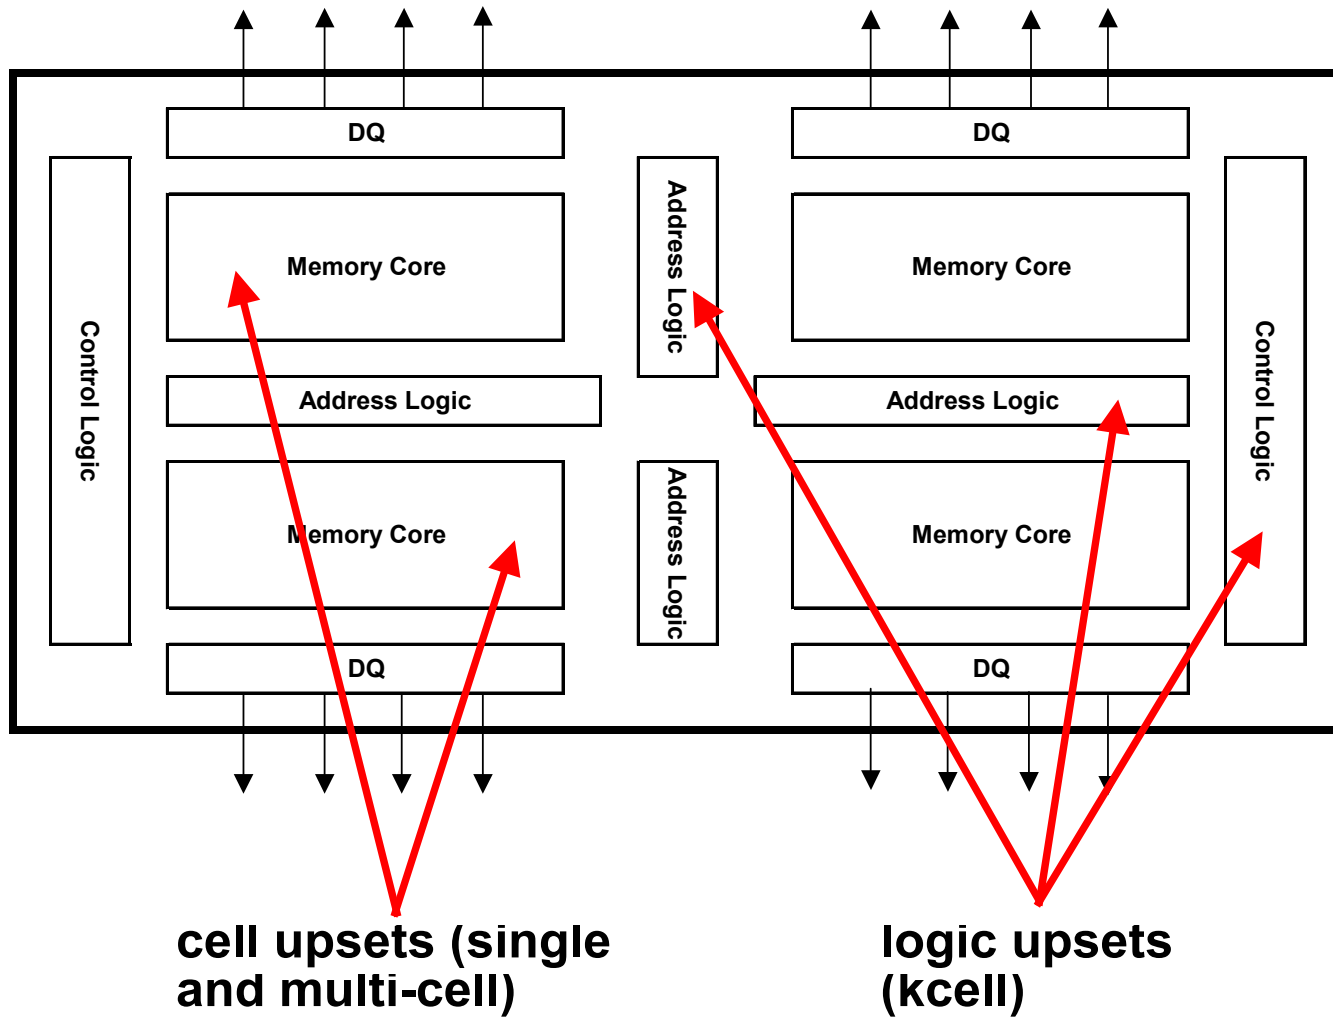 DQ
DQ
Memory Core
Address Logic
Memory Core
Control Logic
Address Logic
Address Logic
Control Logic
Memory Core
Address Logic
Memory Core
DQ
DQ
cell upsets (single
and multi-cell)
logic upsets
(kcell)